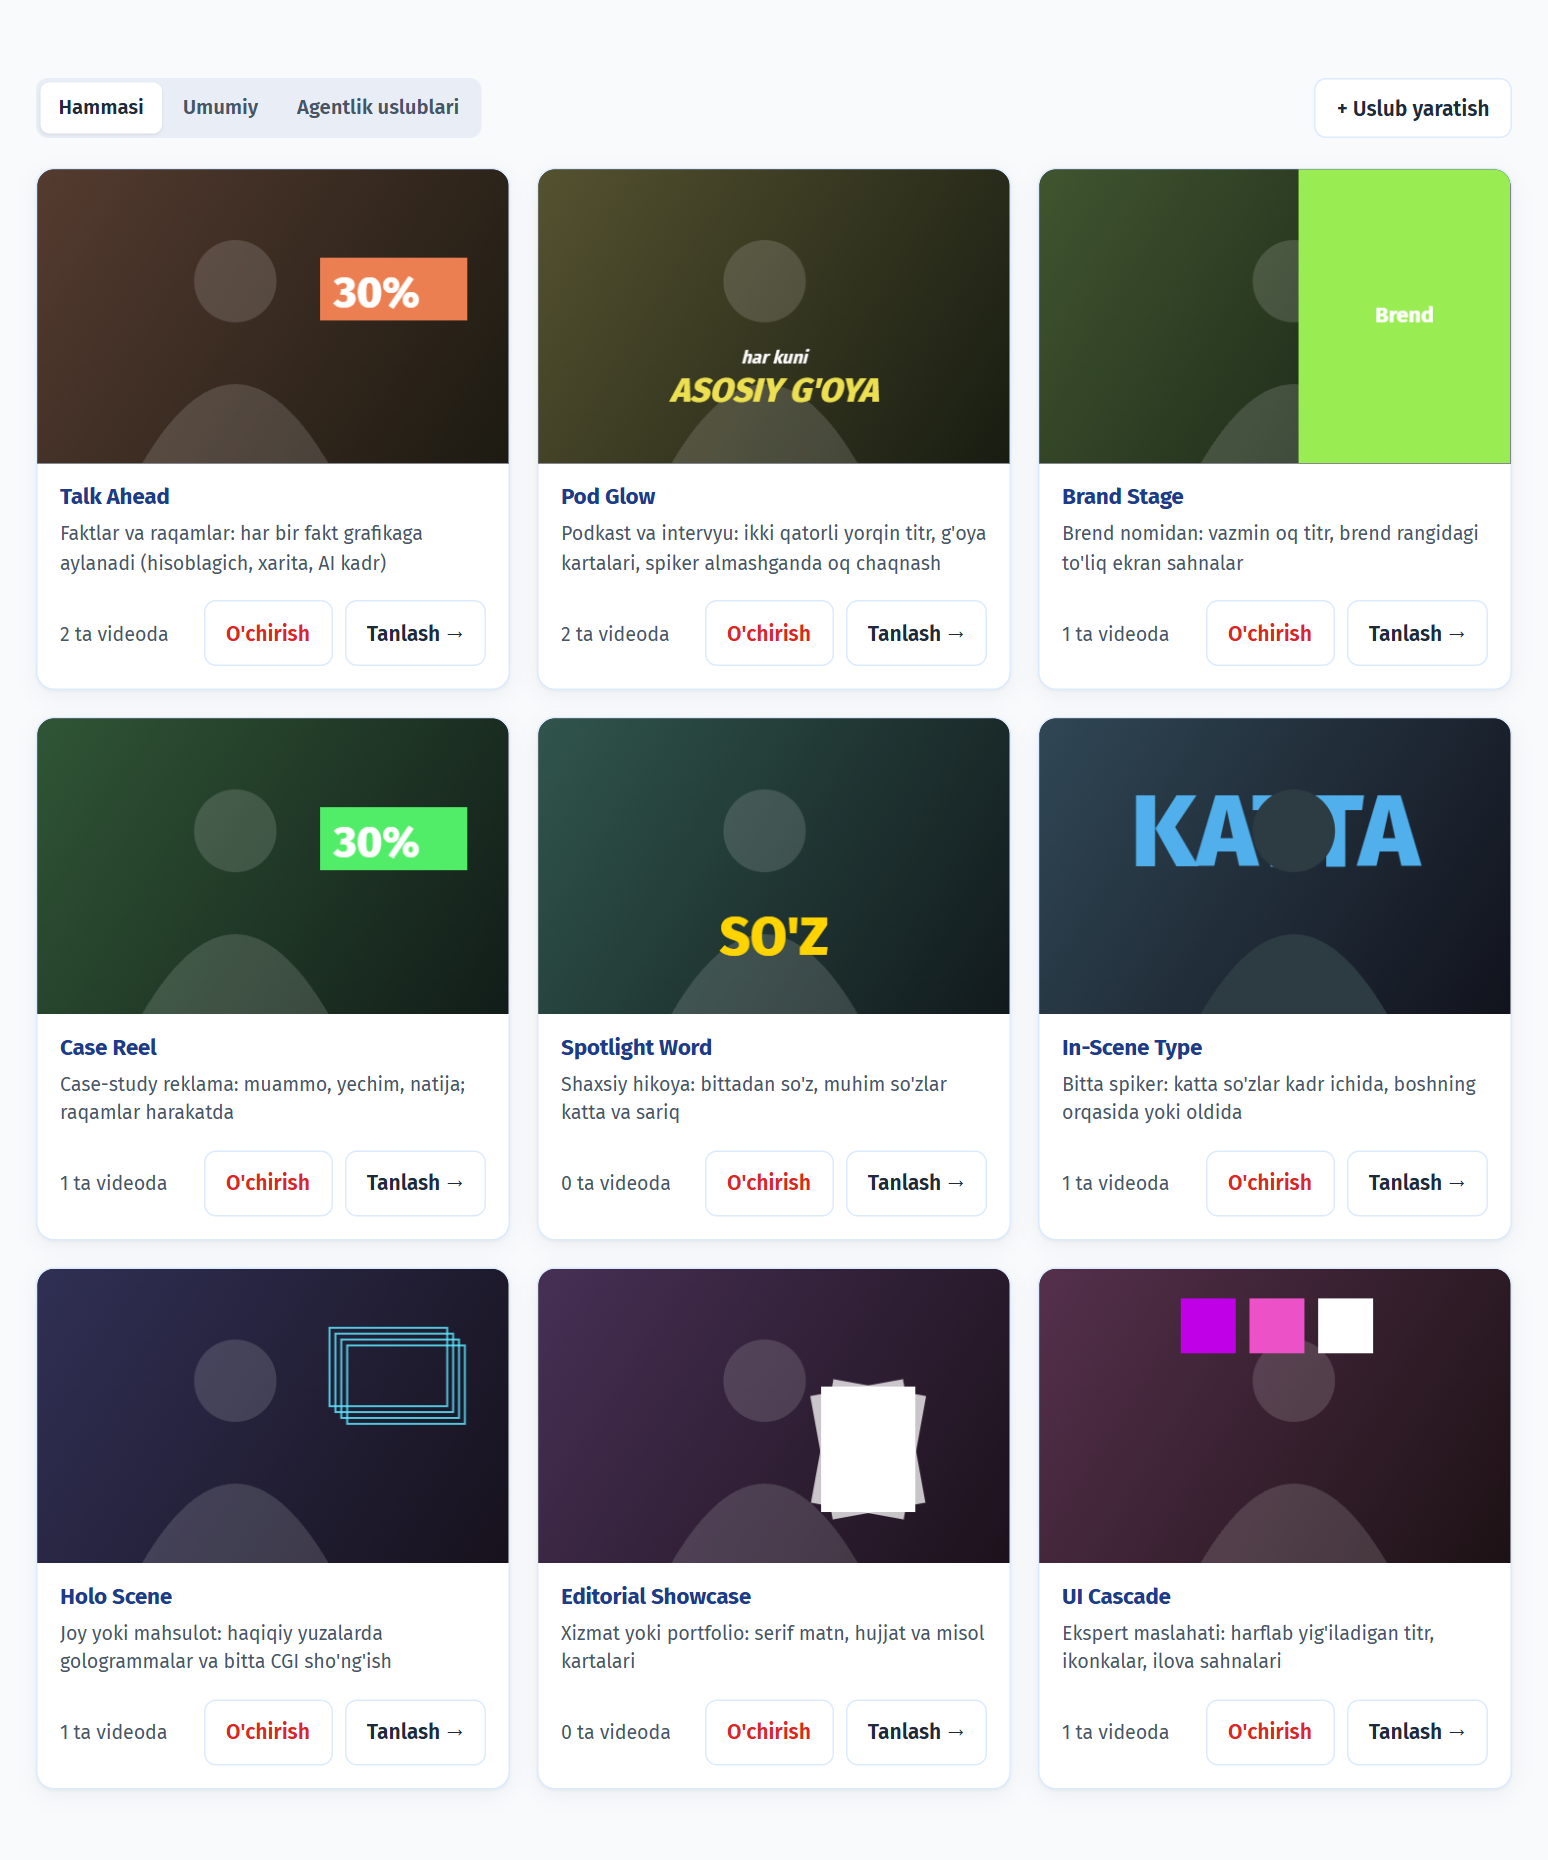 Hammasi
Umumiy
Agentlik uslublari
+ Uslub yaratish
30%
Talk Ahead
Faktlar va raqamlar: har bir fakt grafikaga
aylanadi (hisoblagich, xarita, AI kadr)
2 ta videoda
O'chirish
Tanlash →
har kuni
ASOSIY G'OYA
Pod Glow
Podkast va intervyu: ikki qatorli yorqin titr, g'oya
kartalari, spiker almashganda oq chaqnash
2 ta videoda
O'chirish
Tanlash →
Brend
Brand Stage
Brend nomidan: vazmin oq titr, brend rangidagi
to'liq ekran sahnalar
1 ta videoda
O'chirish
Tanlash →
30%
Case Reel
Case-study reklama: muammo, yechim, natija;
raqamlar harakatda
1 ta videoda
O'chirish
Tanlash →
SO'Z
Spotlight Word
Shaxsiy hikoya: bittadan so'z, muhim so'zlar
katta va sariq
0 ta videoda
O'chirish
Tanlash →
KATTA
In-Scene Type
Bitta spiker: katta so'zlar kadr ichida, boshning
orqasida yoki oldida
1 ta videoda
O'chirish
Tanlash →
Holo Scene
Joy yoki mahsulot: haqiqiy yuzalarda
gologrammalar va bitta CGI sho'ng'ish
1 ta videoda
O'chirish
Tanlash →
Editorial Showcase
Xizmat yoki portfolio: serif matn, hujjat va misol
kartalari
0 ta videoda
O'chirish
Tanlash →
UI Cascade
Ekspert maslahati: harflab yig'iladigan titr,
ikonkalar, ilova sahnalari
1 ta videoda
O'chirish
Tanlash →